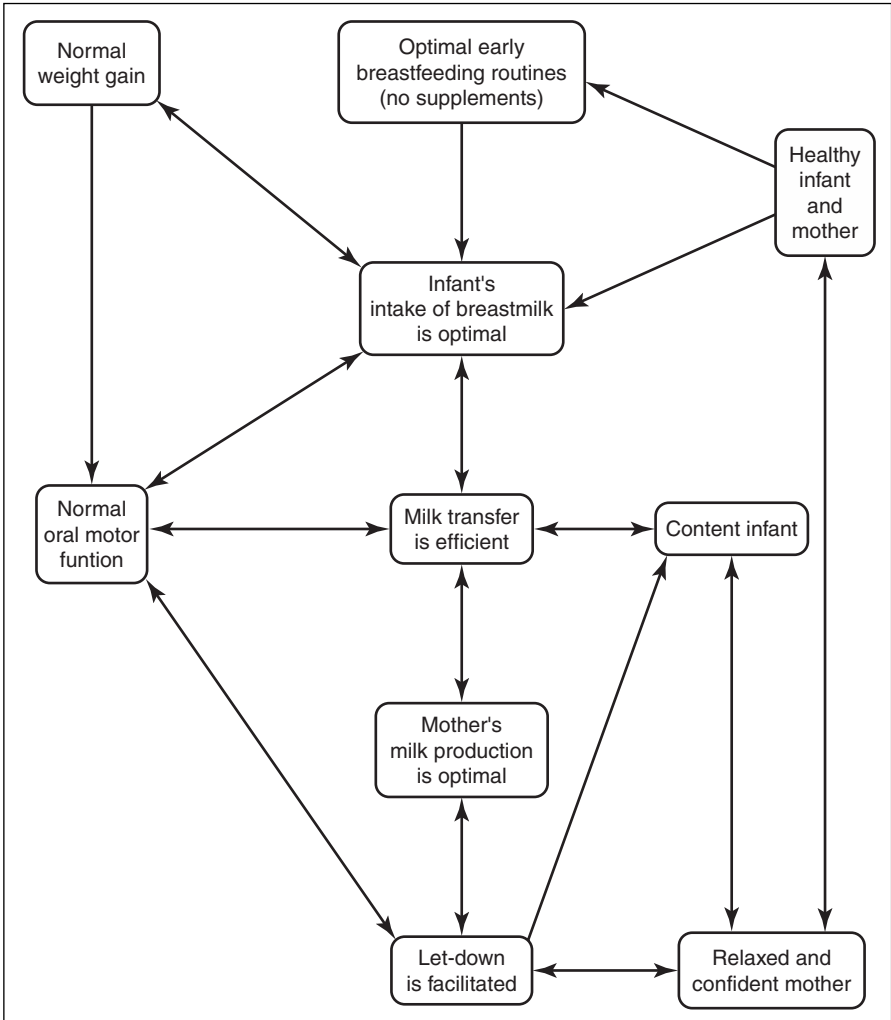 Normal
weight gain
Optimal early
breastfeeding routines
(no supplements)
Healthy
infant
and
mother
Infant's
intake of breastmilk
is optimal
Normal
oral motor
funtion
Milk transfer
is efficient
Content infant
Mother's
milk production
is optimal
Let-down
is facilitated
Relaxed and
confident mother